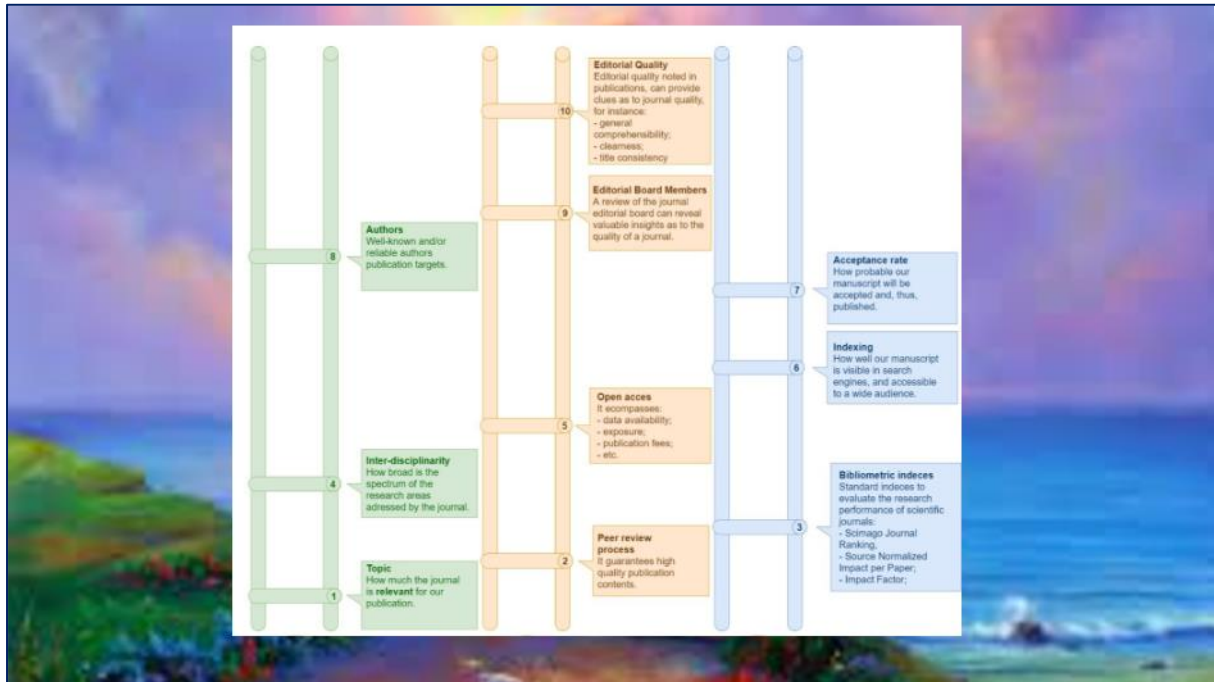 Editorial Quality
Editorial quality noted in
publications, can provide
clues as to journal quality,
for instance:
- general
comprehensibility;
- clearness;
- title consistency
10
Editorial Board Members
A review of the journal
editorial board can reveal
valuable insights as to the
quality of a journal.
9
Authors
Well-known and/or
reliable authors
publication targets.
8
Acceptance rate
How probable our
manuscript will be
accepted and, thus,
published.
7
Indexing
How well our manuscript
is visible in search
engines, and accessible
to a wide audience.
6
Open acces
It ecompasses:
- data availability;
- exposure;
- publication fees;
- etc.
5
Inter-disciplinarity
How broad is the
spectrum of the
research areas
adressed by the journal.
4
Bibliometric indeces
Standard indeces to
evaluate the research
performance of scientific
journals:
- Scimago Journal
Ranking,
- Source Normalized
Impact per Paper;
- Impact Factor;
3
Peer review
process
It guarantees high
quality publication
contents.
2
Topic
How much the journal
is relevant for our
publication.
1